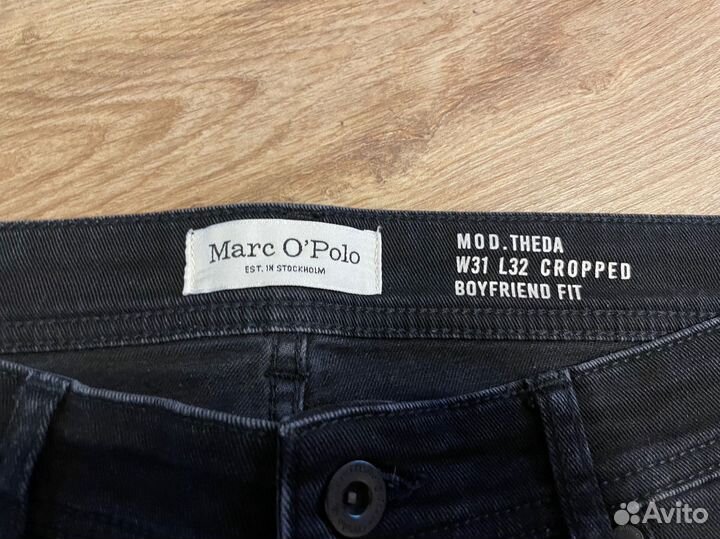 Marc O'Polo
EST. IN STOCKHOLM
MOD.THEDA
W31 L32 CROPPED
BOYFRIEND FIT
Avito